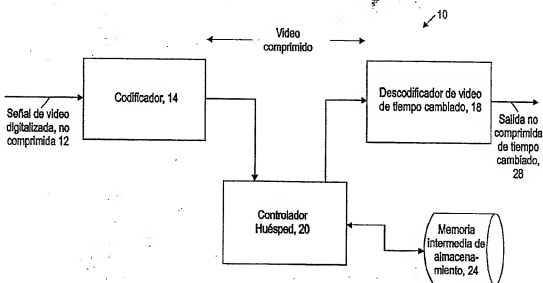 10
Video
comprimido
Codificador, 14
Descodificador de video
de tiempo cambiado, 18
Señal de video
digitalizada, no
comprimida 12
Salida no
comprimida
de tiempo
cambiado,
28
Controlador
Huésped, 20
Memoria
intermedia de
almacena-
miento, 24